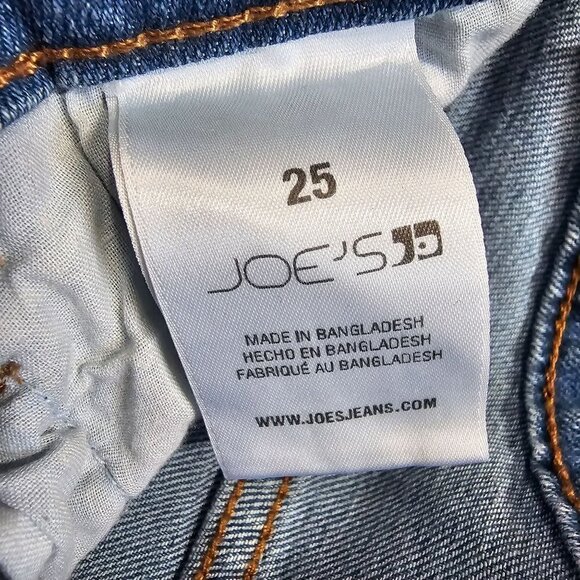 25
JOE'S
MADE IN BANGLADESH
HECHO EN BANGLADESH
FABRIQUÉ AU BANGLADESH
WWW.JOESJEANS.COM